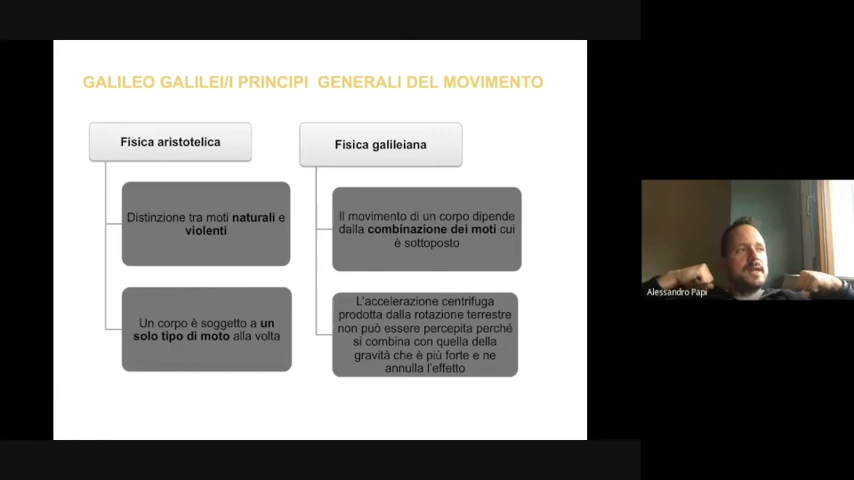 GALILEO GALILEI/I PRINCIPI GENERALI DEL MOVIMENTO
Fisica aristotelica
Distinzione tra moti naturali e
violenti
Un corpo è soggetto a un
solo tipo di moto alla volta
Fisica galileiana
Il movimento di un corpo dipende
dalla combinazione dei moti cui
è sottoposto
L'accelerazione centrifuga
prodotta dalla rotazione terrestre
non può essere percepita perché
si combina con quella della
gravità che è più forte e ne
annulla l'effetto
Alessandro Papi